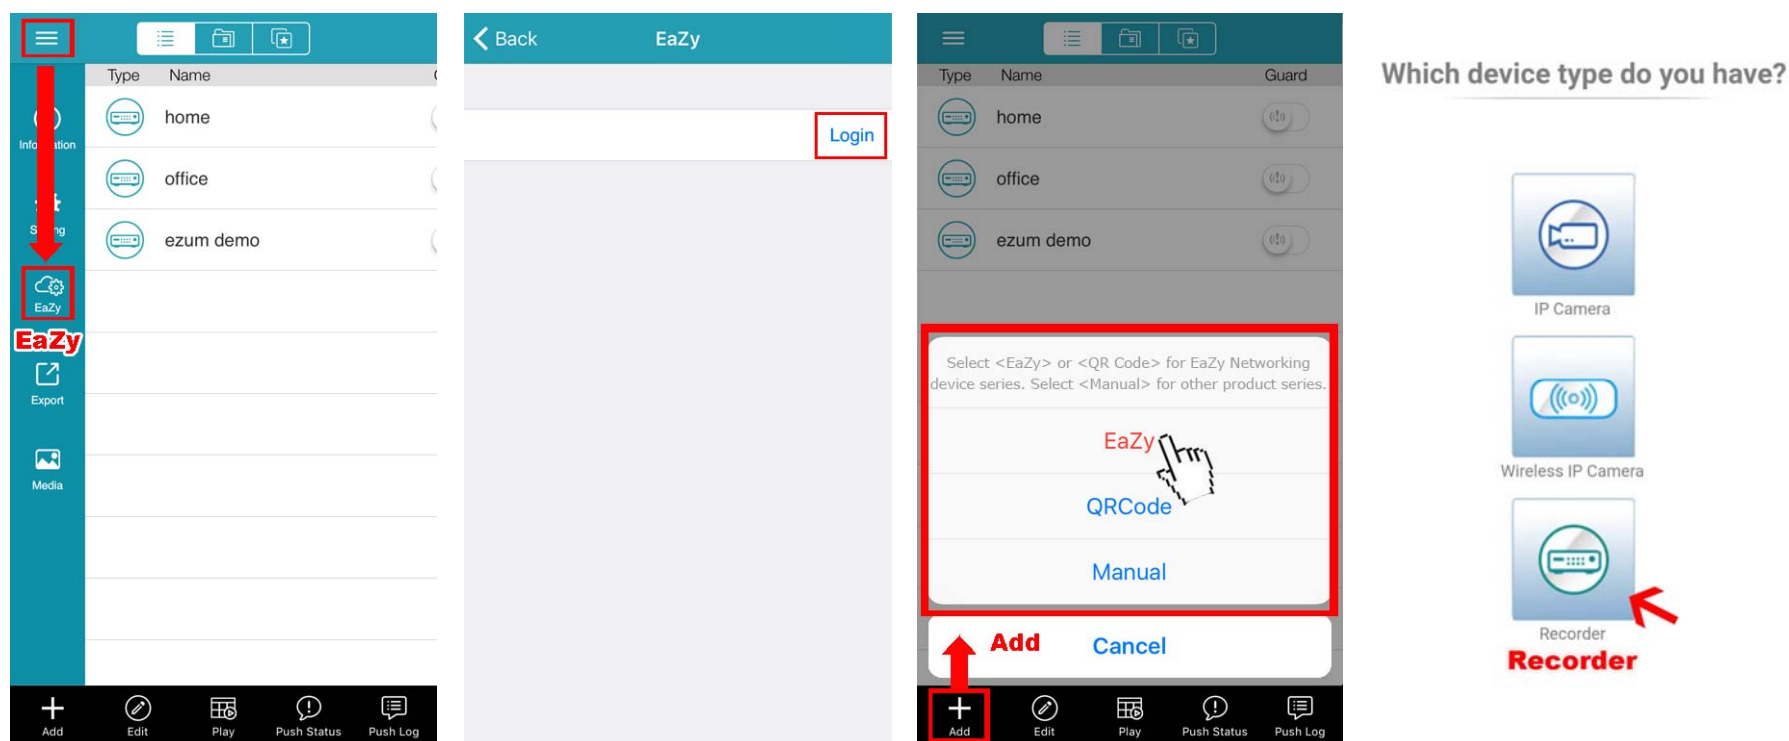 Type Name
home
Information
office
ezum demo
EaZy
EaZy
Export
Media
Add Edit Play Push Status Push Log
Back EaZy
Login
Type Name Guard
home
office
ezum demo
Select <EaZy> or <QR Code> for EaZy Networking
device series. Select <Manual> for other product series.
EaZy
QRCode
Manual
Add
Cancel
Add Edit Play Push Status Push Log
Which device type do you have?
IP Camera
Wireless IP Camera
Recorder
Recorder